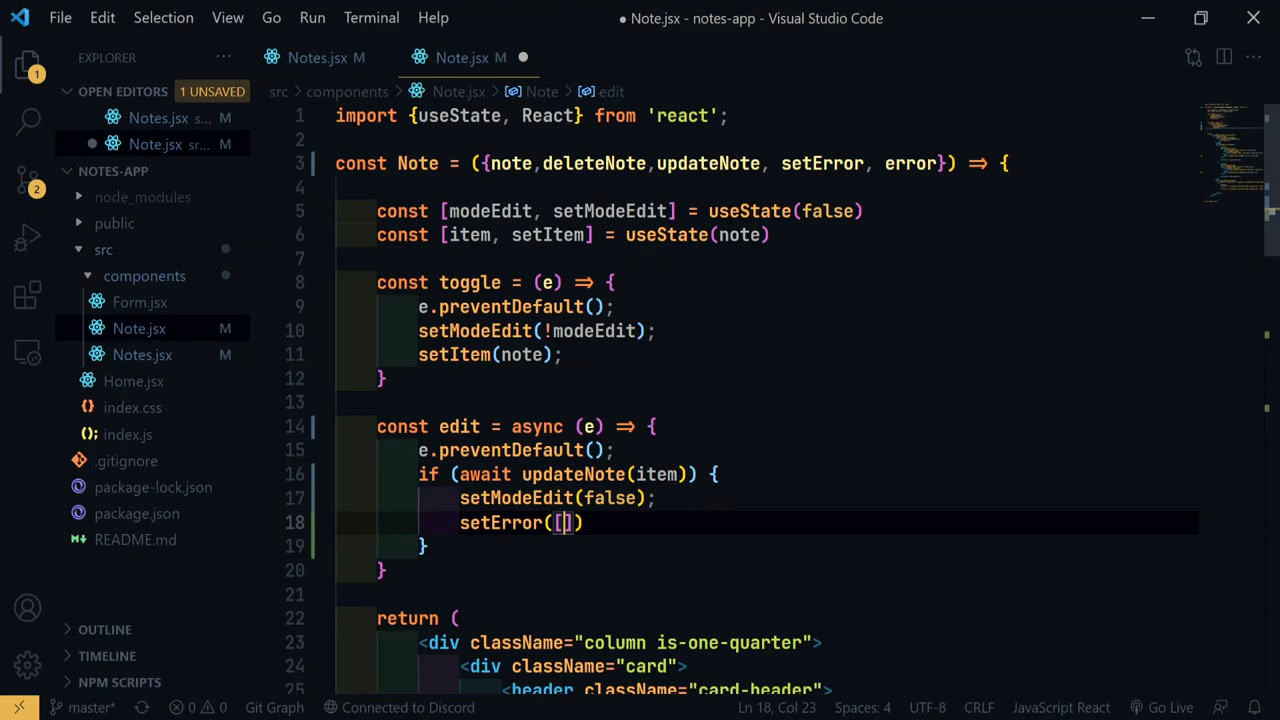 File Edit Selection View Go Run Terminal Help
● Note.jsx - notes-app - Visual Studio Code
EXPLORER
Notes.jsx M
Note.jsx M
OPEN EDITORS 1 UNSAVED
Notes.jsx s... M
Note.jsx sr... M
NOTES-APP
node_modules
public
src
components
Form.jsx
Note.jsx M
Notes.jsx M
Home.jsx
index.css
index.js
.gitignore
package-lock.json
package.json
README.md
OUTLINE
TIMELINE
NPM SCRIPTS
1
2
src > components > Note.jsx > Note > edit
1 import {useState, React} from 'react';
2
3 const Note = ({note,deleteNote,updateNote, setError, error}) => {
4
5 const [modeEdit, setModeEdit] = useState(false)
6 const [item, setItem] = useState(note)
7
8 const toggle = (e) => {
9 e.preventDefault();
10 setModeEdit(!modeEdit);
11 setItem(note);
12 }
13
14 const edit = async (e) => {
15 e.preventDefault();
16 if (await updateNote(item)) {
17 setModeEdit(false);
18 setError([])
19 }
20 }
21
22 return (
23 <div className="column is-one-quarter">
24 <div className="card">
25 <header className="card-header">
master* 0 0 Git Graph Connected to Discord Ln 18, Col 23 Spaces: 4 UTF-8 CRLF JavaScript React Go Live